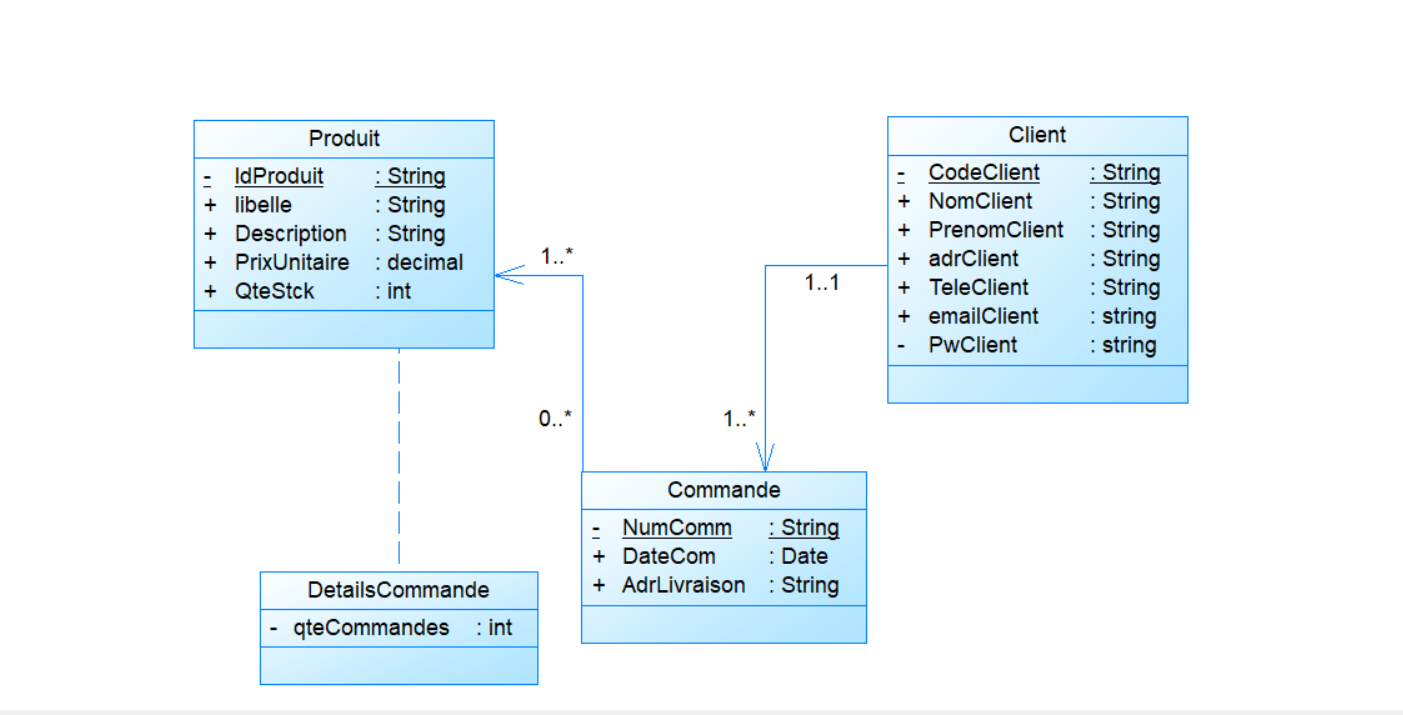 Produit
- IdProduit : String
+ libelle : String
+ Description : String
+ PrixUnitaire : decimal
+ QteStck : int
Client
- CodeClient : String
+ NomClient : String
+ PrenomClient : String
+ adrClient : String
+ TeleClient : String
+ emailClient : string
- PwClient : string
1..*
1..1
0..*
1..*
Commande
- NumComm : String
+ DateCom : Date
+ AdrLivraison : String
DetailsCommande
- qteCommandes : int